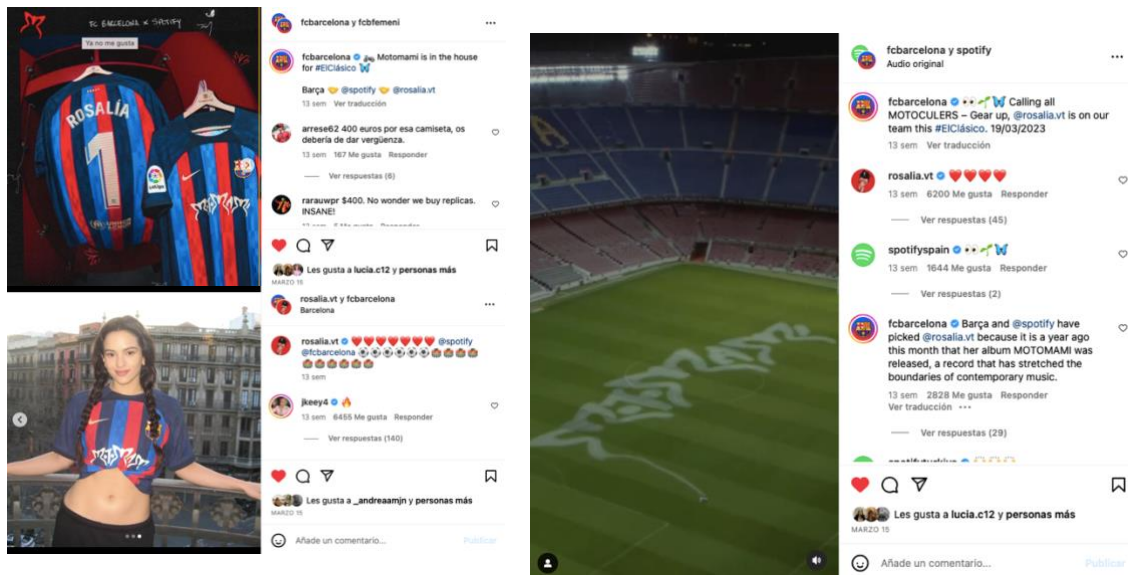 FC BARCELONA X SPOTIFY
Ya no me gusta
ROSALÍA
1
MOTOMAMI
fcbarcelona y fcbfemeni
fcbarcelona 🏍️ Motomami is in the house
for #ElClásico 🦋
Barça 🤝 @spotify 🤝 @rosalia.vt
13 sem Ver traducción
arrese62 400 euros por esa camiseta, os
debería de dar vergüenza.
13 sem 167 Me gusta Responder
Ver respuestas (6)
rarauwpr $400. No wonder we buy replicas.
INSANE!
Les gusta a lucia.c12 y personas más
MARZO 15
MOTOMAMI
rosalia.vt y fcbarcelona
Barcelona
rosalia.vt ❤️❤️❤️❤️❤️❤️❤️ @spotify
@fcbarcelona
13 sem
jkeey4 🔥
13 sem 6455 Me gusta Responder
Ver respuestas (140)
Les gusta a _andreaamjn y personas más
MARZO 15
Añade un comentario...
Publicar
MOTOMAMI
fcbarcelona y spotify
Audio original
fcbarcelona 👀🌱🦋 Calling all
MOTOCULERS – Gear up, @rosalia.vt is on our
team this #ElClásico. 19/03/2023
13 sem Ver traducción
rosalia.vt ❤️❤️❤️❤️
13 sem 6200 Me gusta Responder
Ver respuestas (45)
spotifyspain 👀🌱🦋
13 sem 1644 Me gusta Responder
Ver respuestas (2)
fcbarcelona Barça and @spotify have
picked @rosalia.vt because it is a year ago
this month that her album MOTOMAMI was
released, a record that has stretched the
boundaries of contemporary music.
13 sem 2828 Me gusta Responder
Ver traducción •••
Ver respuestas (29)
Les gusta a lucia.c12 y personas más
MARZO 15
Añade un comentario...
Publicar